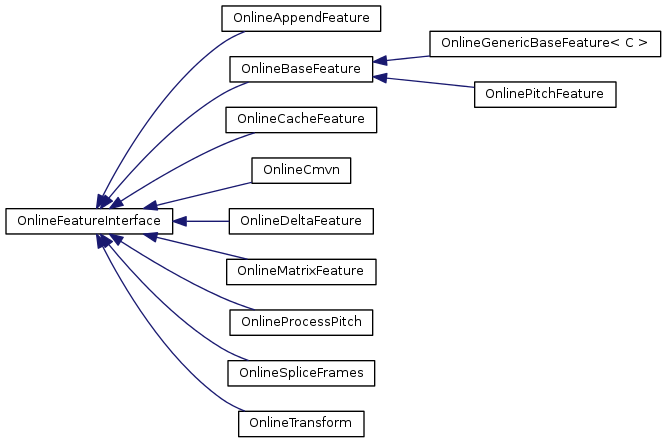 OnlineAppendFeature
OnlineGenericBaseFeature< C >
OnlineBaseFeature
OnlinePitchFeature
OnlineCacheFeature
OnlineCmvn
OnlineFeatureInterface
OnlineDeltaFeature
OnlineMatrixFeature
OnlineProcessPitch
OnlineSpliceFrames
OnlineTransform